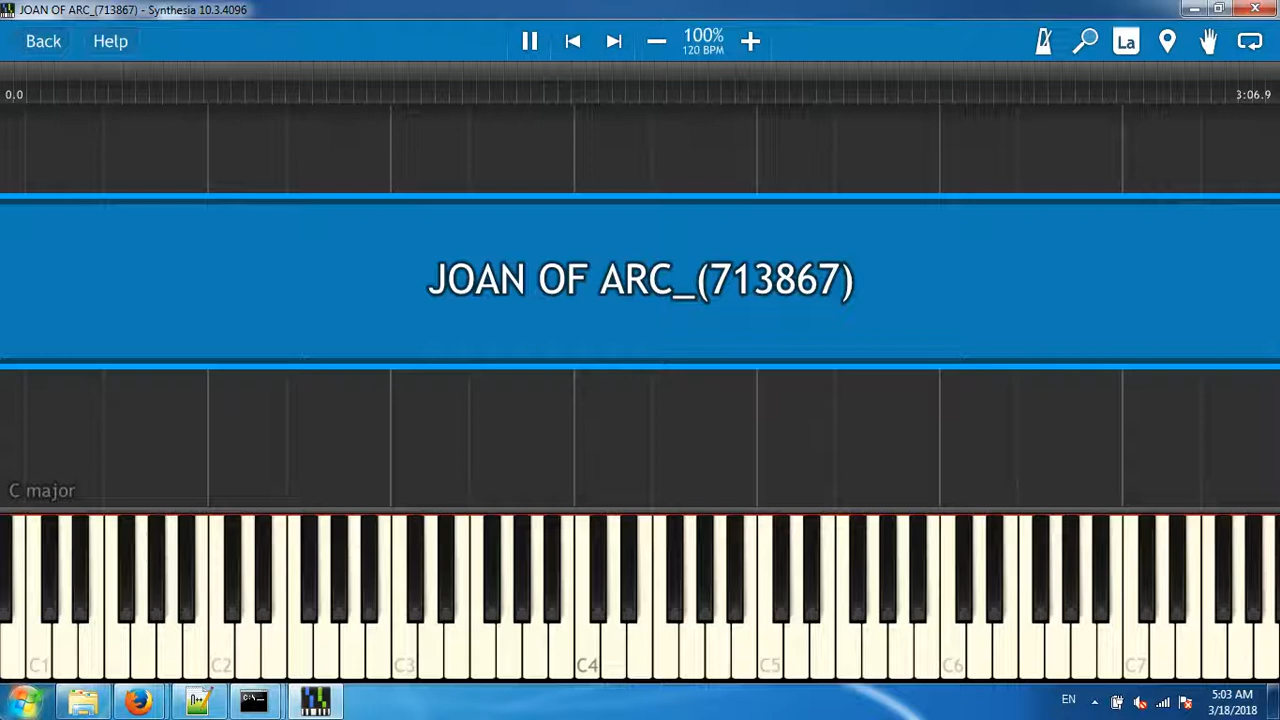 JOAN OF ARC_(713867) - Synthesia 10.3.4096
Back Help 100% La
120 BPM
0,0 3:06.9
JOAN OF ARC_(713867)
C major
C1 C2 C3 C4 C5 C6 C7
EN 5:03 AM
3/18/2018